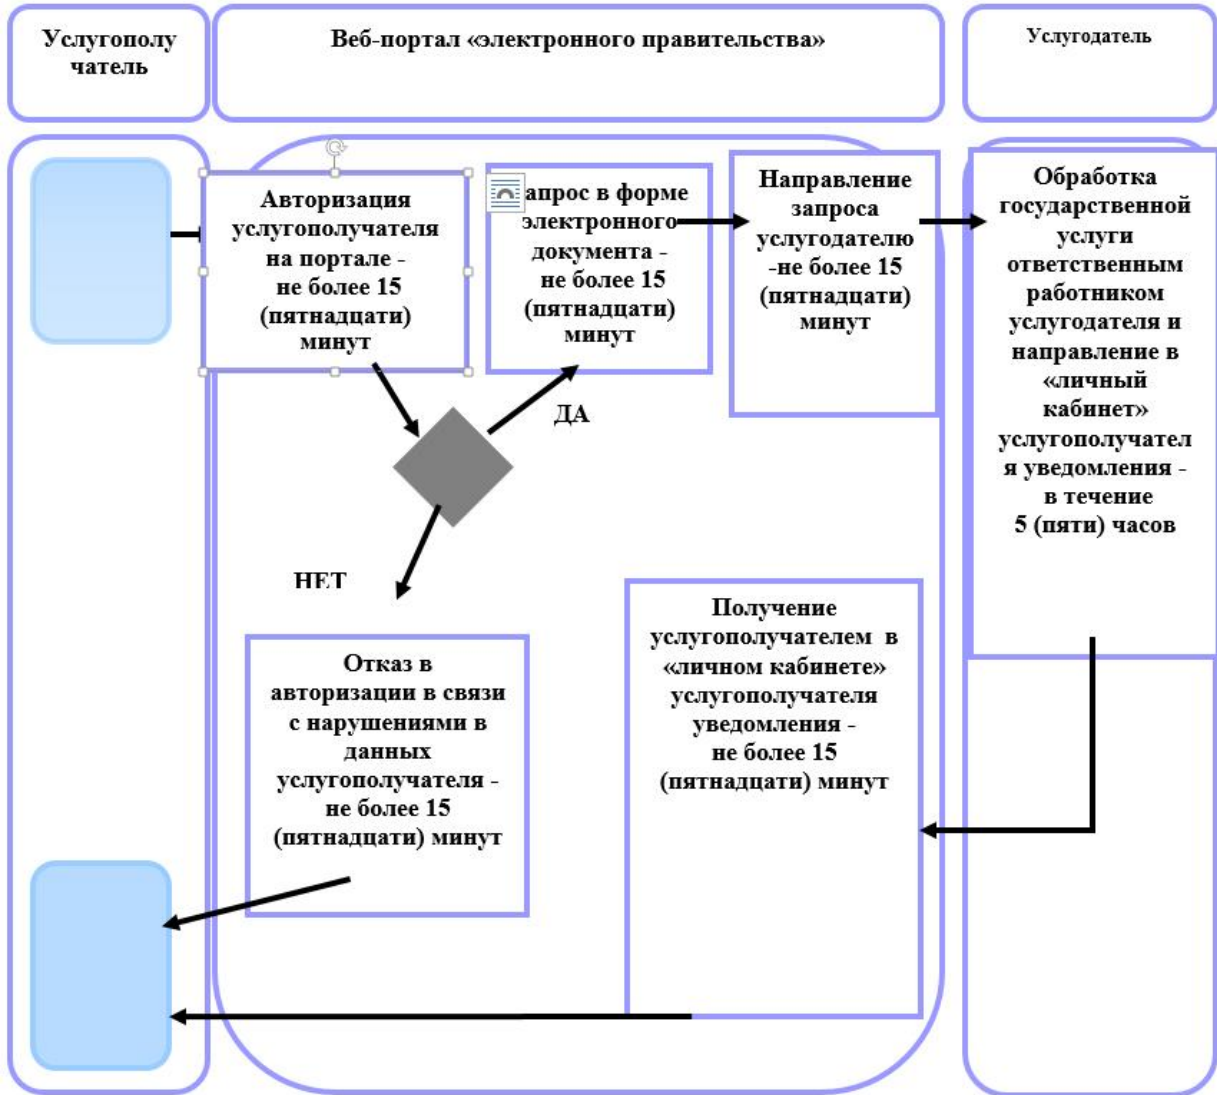 Услугополу
чатель
Веб-портал «электронного правительства»
Услугодатель
Авторизация
услугополучателя
на портале -
не более 15
(пятнадцати)
минут
апрос в форме
электронного
документа -
не более 15
(пятнадцати)
минут
Направление
запроса
услугодателю
-не более 15
(пятнадцати)
минут
Обработка
государственной
услуги
ответственным
работником
услугодателя и
направление в
«личный
кабинет»
услугополучател
я уведомления -
в течение
5 (пяти) часов
ДА
НЕТ
Отказ в
авторизации в связи
с нарушениями в
данных
услугополучателя -
не более 15
(пятнадцати) минут
Получение
услугополучателем в
«личном кабинете»
услугополучателя
уведомления -
не более 15
(пятнадцати) минут